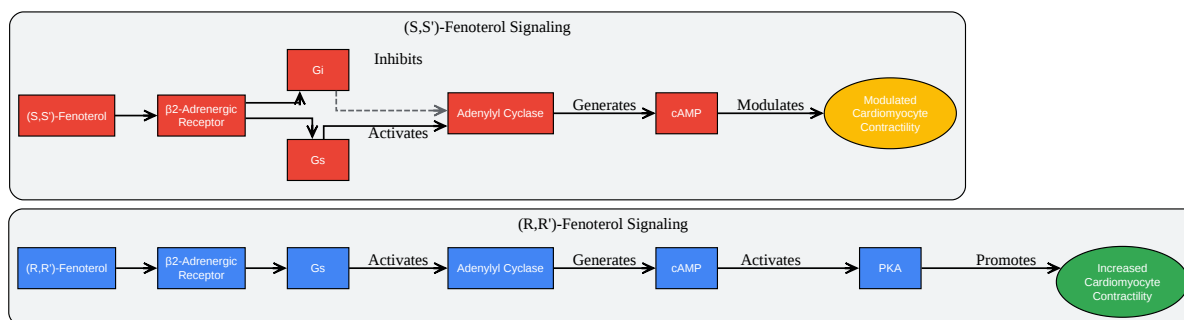 (S,S')-Fenoterol Signaling
Gi
Inhibits
(S,S')-Fenoterol
β2-Adrenergic
Receptor
Adenylyl Cyclase
Generates
cAMP
Modulates
Modulated
Cardiomyocyte
Contractility
Activates
Gs
(R,R')-Fenoterol Signaling
(R,R')-Fenoterol
β2-Adrenergic
Receptor
Gs
Activates
Adenylyl Cyclase
Generates
cAMP
Activates
PKA
Promotes
Increased
Cardiomyocyte
Contractility